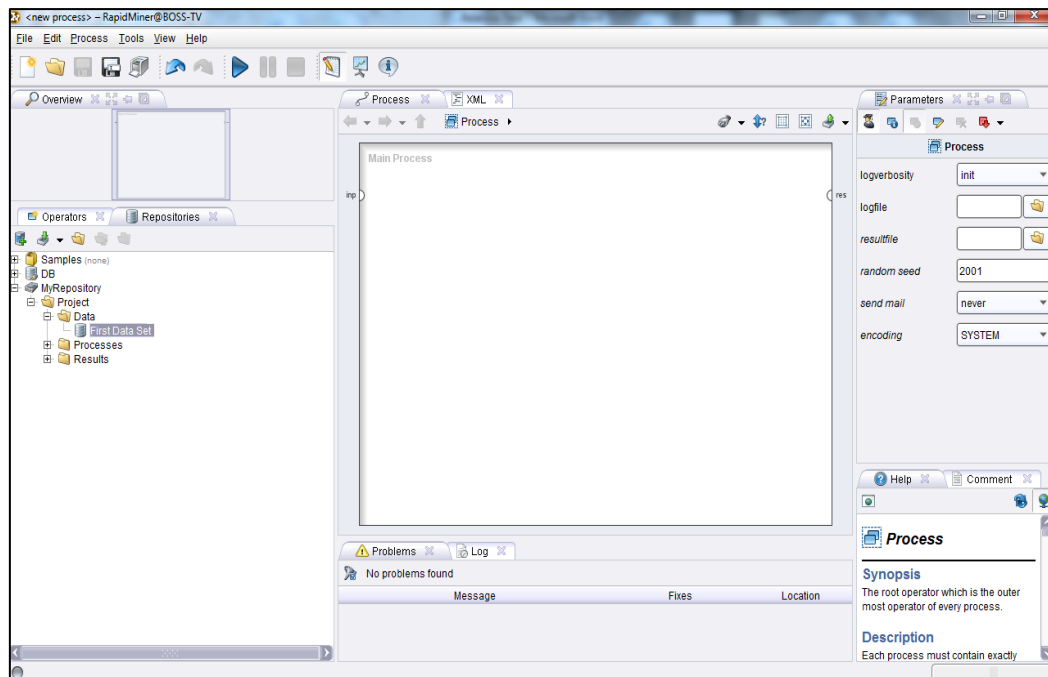 <new process> – RapidMiner@BOSS-TV
File Edit Process Tools View Help
Overview
Process
XML
Parameters
Process
Main Process
inp
res
Process
logverbosity init
logfile
resultfile
random seed 2001
send mail never
encoding SYSTEM
Operators
Repositories
Samples (none)
DB
MyRepository
Project
Data
First Data Set
Processes
Results
Problems
Log
No problems found
Message Fixes Location
Help
Comment
Process
Synopsis
The root operator which is the outer
most operator of every process.
Description
Each process must contain exactly